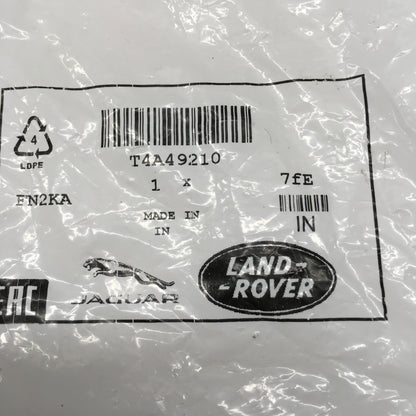 4
LDPE
T4A49210
1 x
7fE
FN2KA
MADE IN
IN
IN
EAC
JAGUAR
LAND-
-ROVER